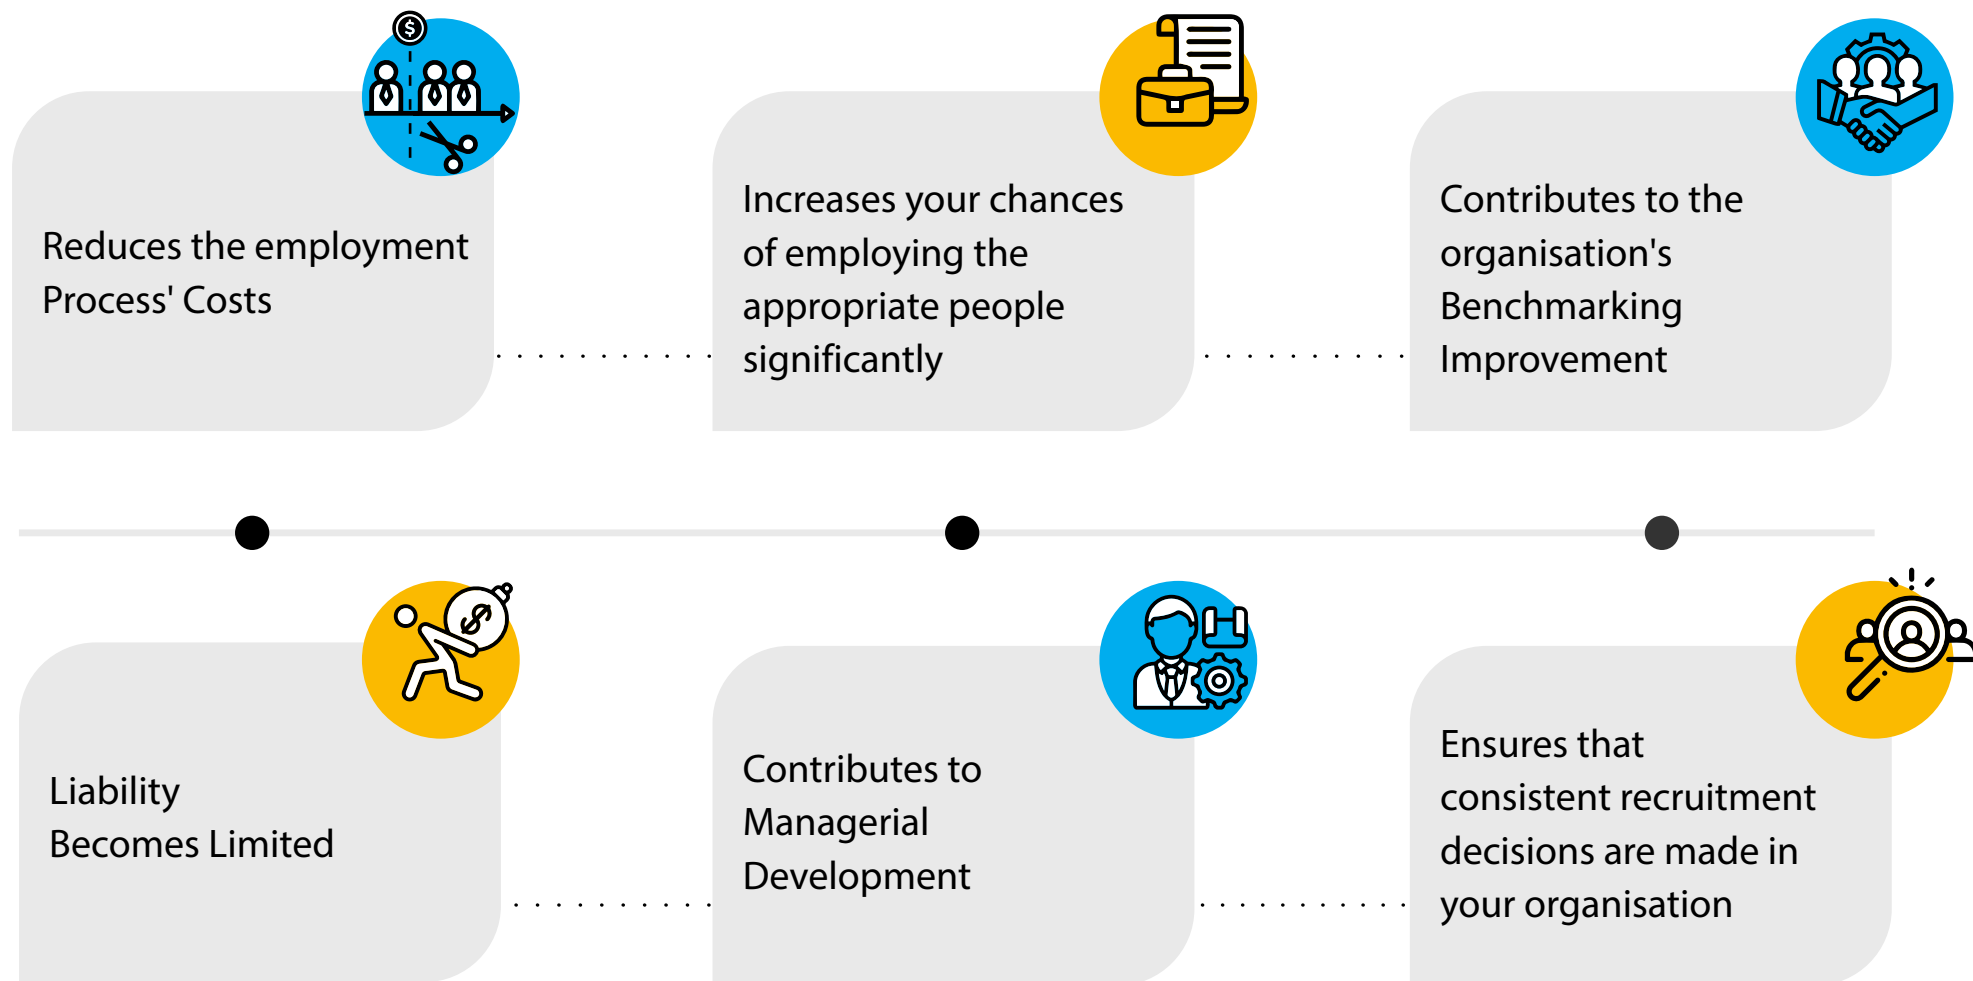 Reduces the employment
Process' Costs
Increases your chances
of employing the
appropriate people
significantly
Contributes to the
organisation's
Benchmarking
Improvement
Liability
Becomes Limited
Contributes to
Managerial
Development
Ensures that
consistent recruitment
decisions are made in
your organisation